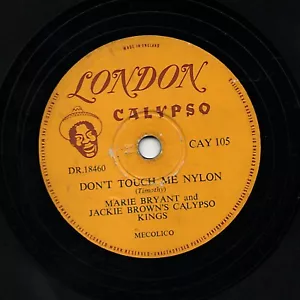 MADE IN ENGLAND
LONDON
CALYPSO
DR.18460
CAY 105
DON'T TOUCH ME NYLON
(Timothy)
MARIE BRYANT and
JACKIE BROWN'S CALYPSO
KINGS
MECOLICO